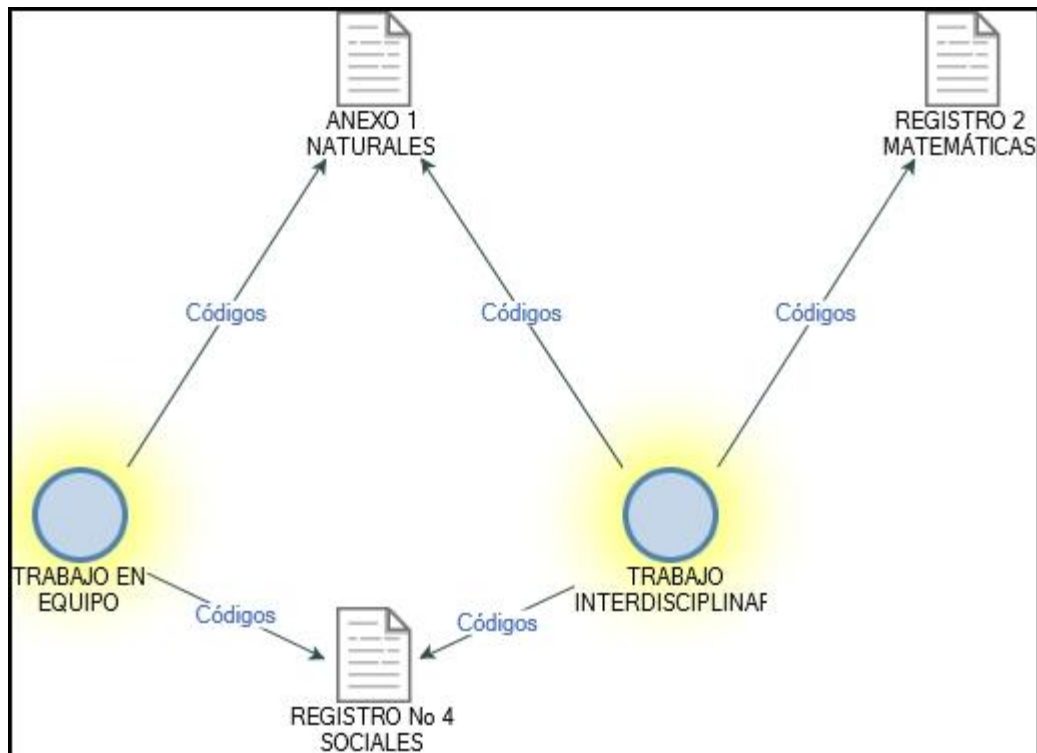 ANEXO 1
NATURALES
REGISTRO 2
MATEMÁTICAS
Códigos
Códigos
Códigos
TRABAJO EN
EQUIPO
TRABAJO
INTERDISCIPLINAR
Códigos
Códigos
REGISTRO No 4
SOCIALES